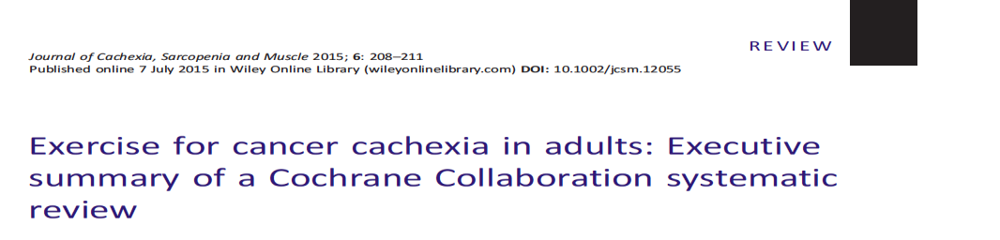 REVIEW
Journal of Cachexia, Sarcopenia and Muscle 2015; 6: 208–211
Published online 7 July 2015 in Wiley Online Library (wileyonlinelibrary.com) DOI: 10.1002/jcsm.12055
Exercise for cancer cachexia in adults: Executive
summary of a Cochrane Collaboration systematic
review